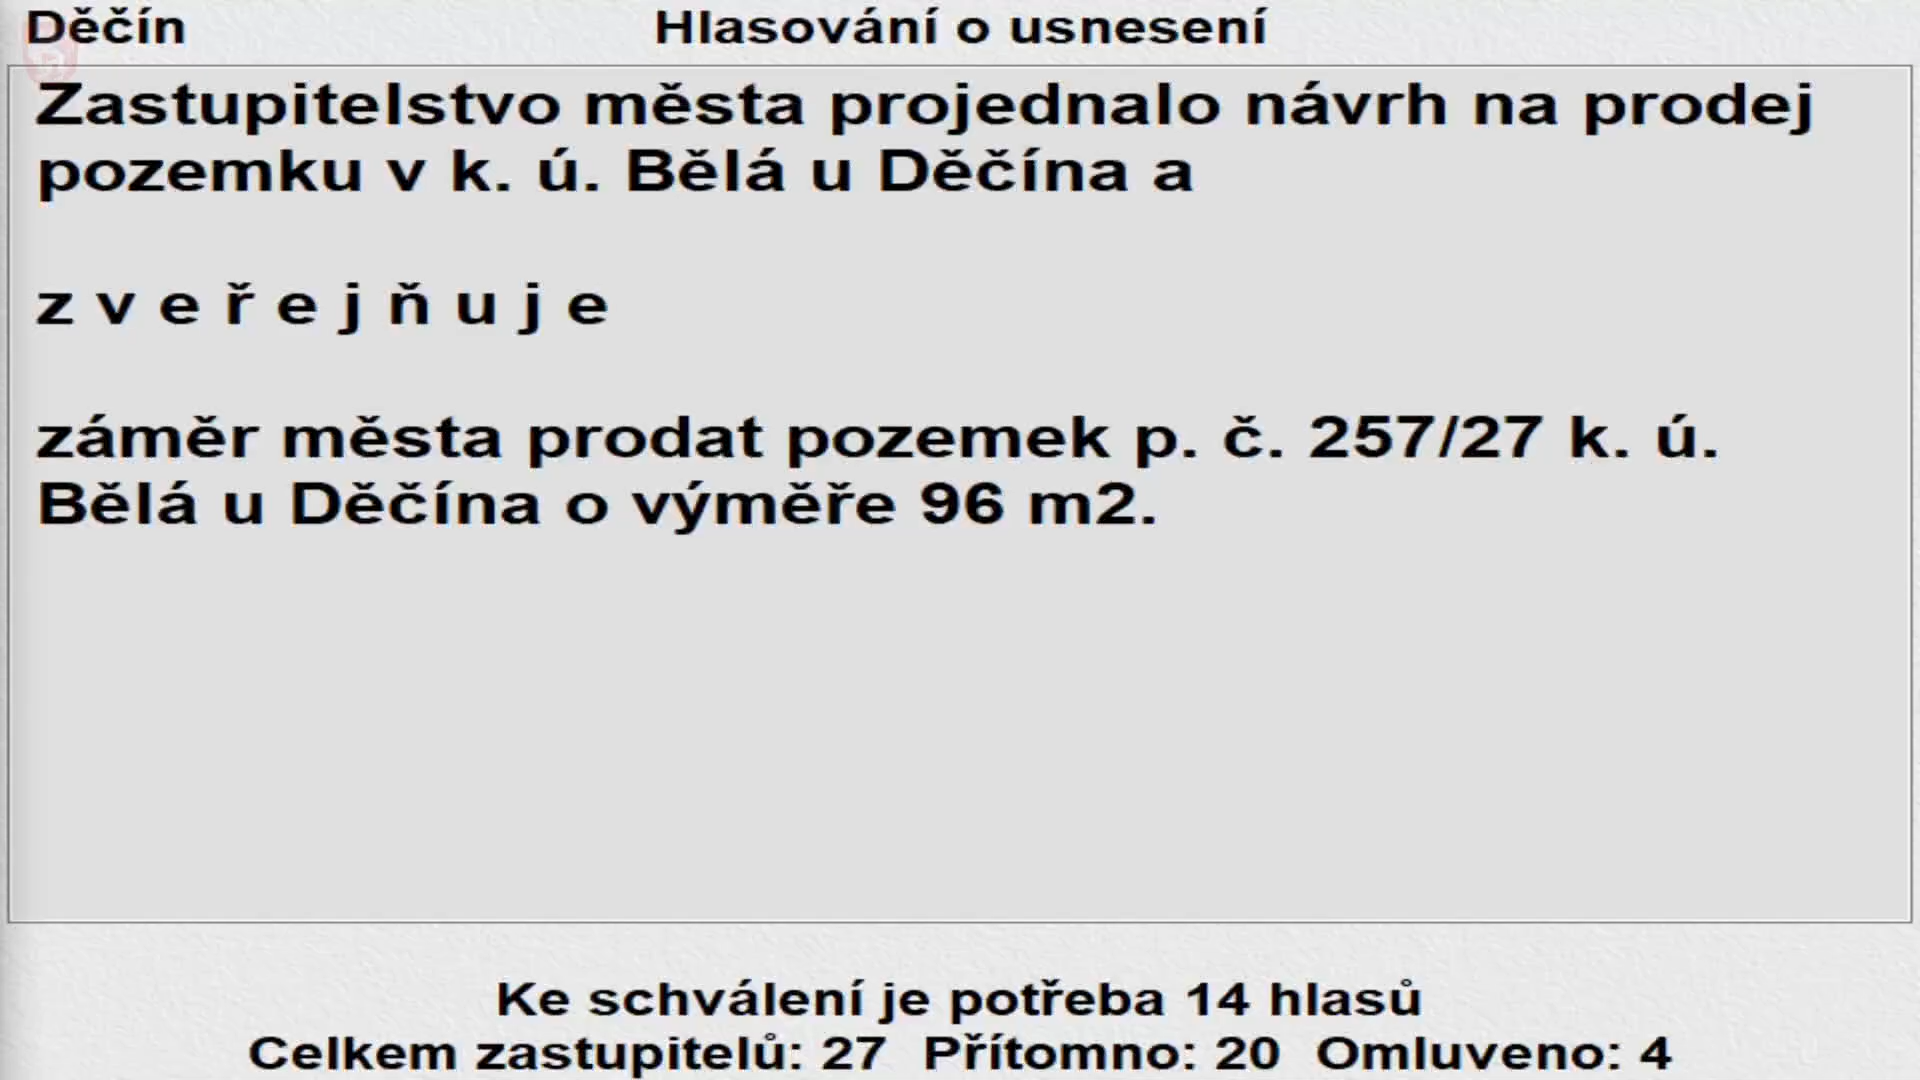 Děčín
Hlasování o usnesení
Zastupitelstvo města projednalo návrh na prodej
pozemku v k. ú. Bělá u Děčína a
z v e ř e j ň u j e
záměr města prodat pozemek p. č. 257/27 k. ú.
Bělá u Děčína o výměře 96 m2.
Ke schválení je potřeba 14 hlasů
Celkem zastupitelů: 27 Přítomno: 20 Omluveno: 4